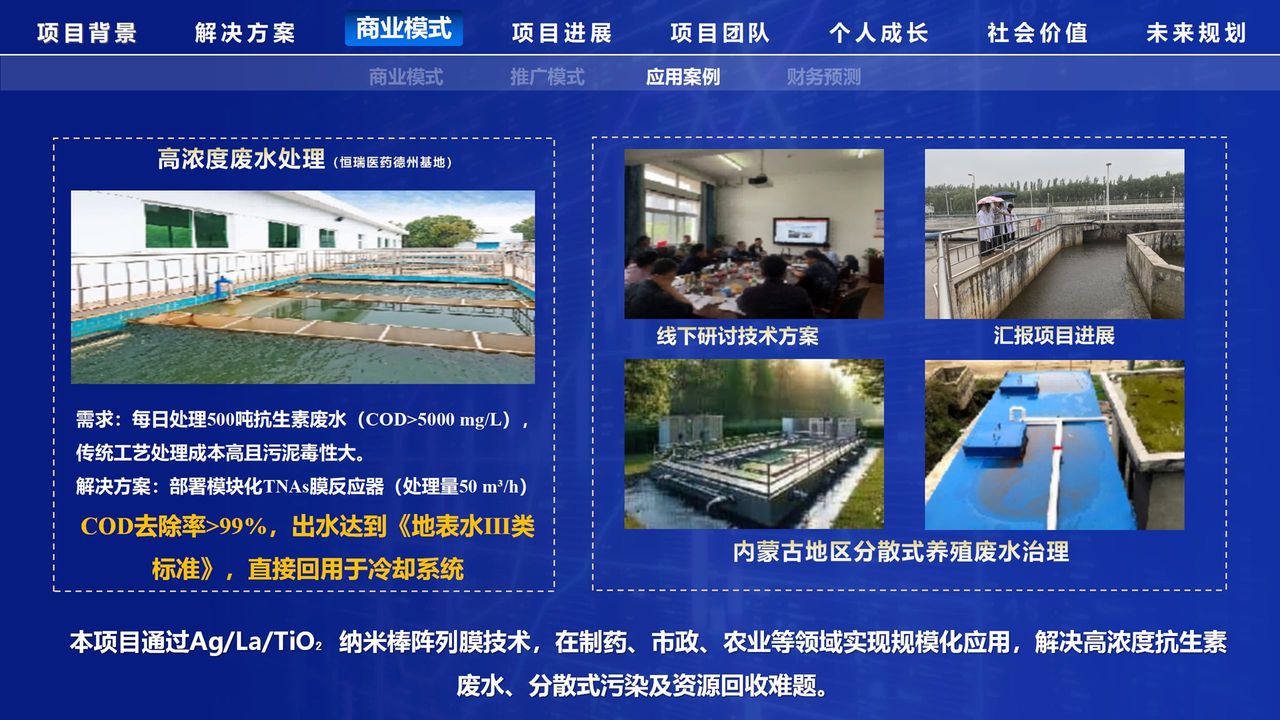 项目背景 解决方案 商业模式 项目进展 项目团队 个人成长 社会价值 未来规划
商业模式 推广模式 应用案例 财务预测
高浓度废水处理（恒瑞医药德州基地）
需求：每日处理500吨抗生素废水（COD>5000 mg/L），
传统工艺处理成本高且污泥毒性大。
解决方案：部署模块化TNAs膜反应器（处理量50 m³/h）
COD去除率>99%，出水达到《地表水III类
标准》，直接回用于冷却系统
线下研讨技术方案
汇报项目进展
内蒙古地区分散式养殖废水治理
本项目通过Ag/La/TiO₂ 纳米棒阵列膜技术，在制药、市政、农业等领域实现规模化应用，解决高浓度抗生素
废水、分散式污染及资源回收难题。